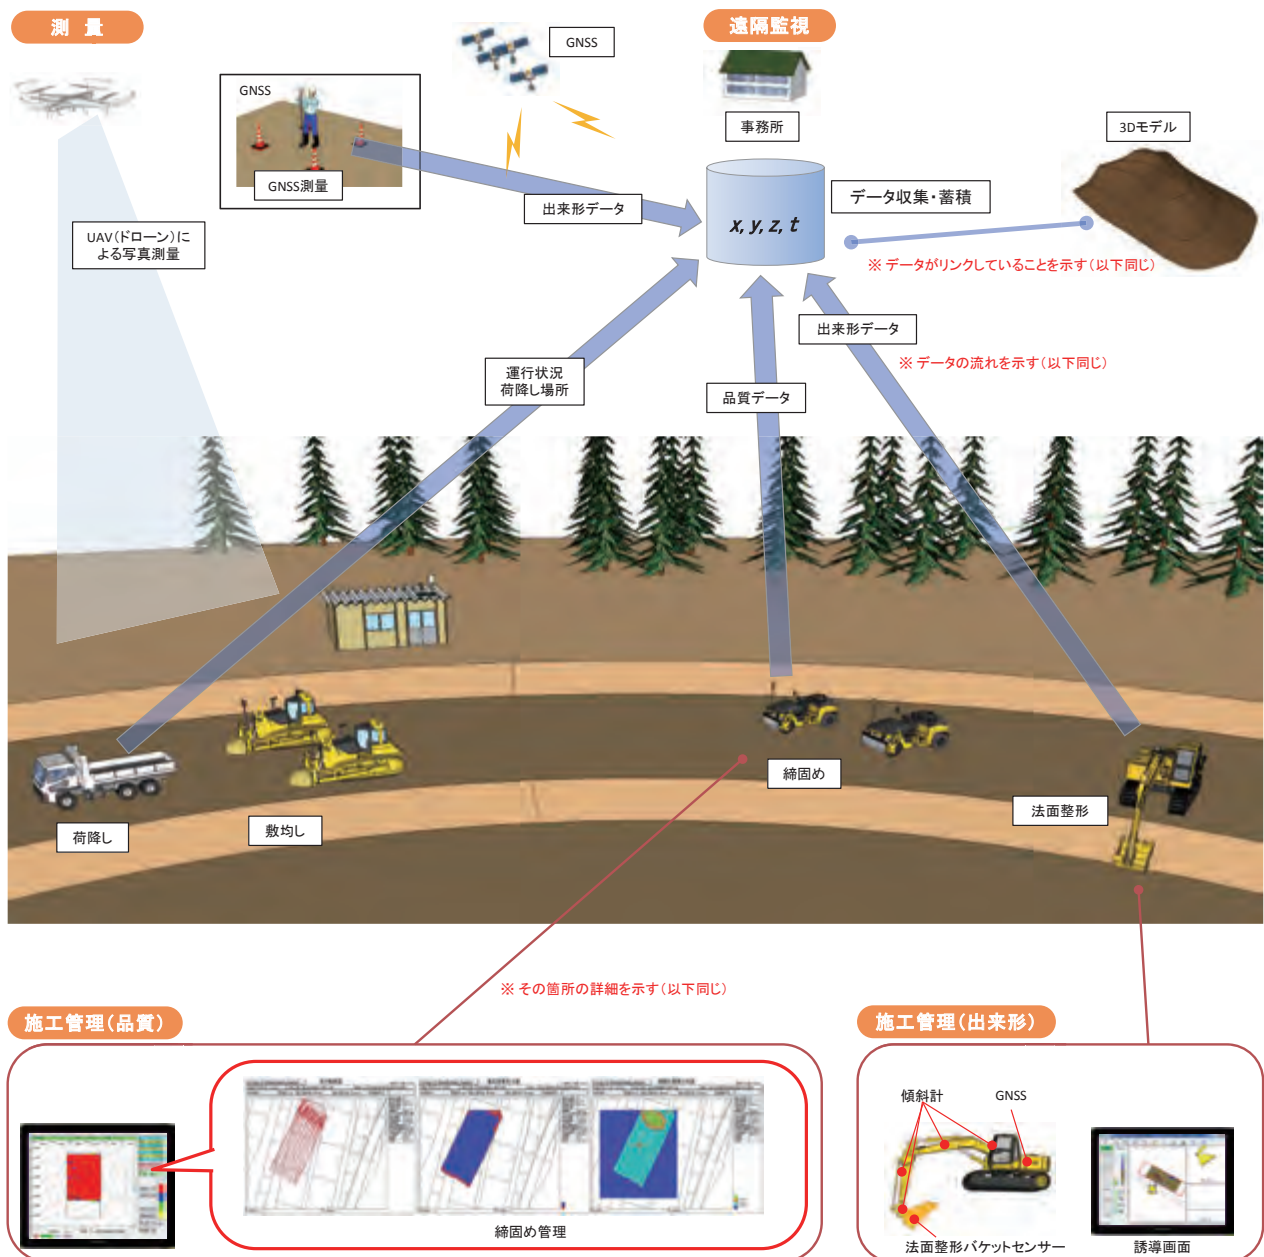 測 量
遠隔監視
GNSS
GNSS
事務所
3Dモデル
GNSS測量
出来形データ
データ収集・蓄積
x, y, z, t
UAV(ドローン)に
よる写真測量
※ データがリンクしていることを示す(以下同じ)
出来形データ
※ データの流れを示す(以下同じ)
運行状況
荷降し場所
品質データ
締固め
荷降し
敷均し
法面整形
※ その箇所の詳細を示す(以下同じ)
施工管理(品質)
施工管理(出来形)
傾斜計
GNSS
締固め管理
法面整形バケットセンサー
誘導画面